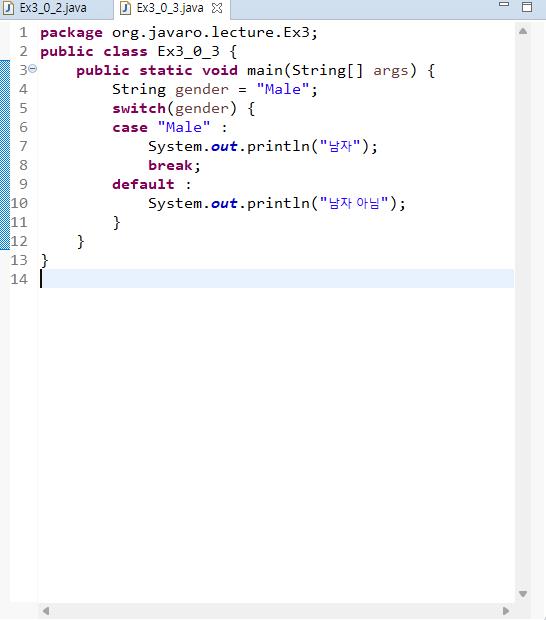 Ex3_0_2.java Ex3_0_3.java
1 package org.javaro.lecture.Ex3;
2 public class Ex3_0_3 {
3 public static void main(String[] args) {
4 String gender = "Male";
5 switch(gender) {
6 case "Male" :
7 System.out.println("남자");
8 break;
9 default :
10 System.out.println("남자 아님");
11 }
12 }
13 }
14